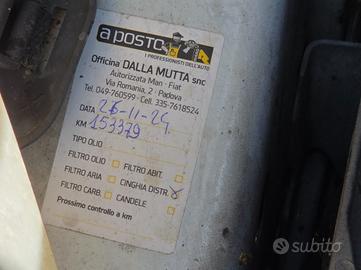 a posto
I PROFESSIONISTI DELL'AUTO
Officina DALLA MUTTA snc
Autorizzata Man - Fiat
Via Romania, 2 - Padova
Tel. 049-760599 - Cell. 335-7618524
DATA 26-11-24
KM 153379
TIPO OLIO
FILTRO OLIO FILTRO ABIT.
FILTRO ARIA CINGHIA DISTR.
FILTRO CARB. CANDELE
Prossimo controllo a km
subito